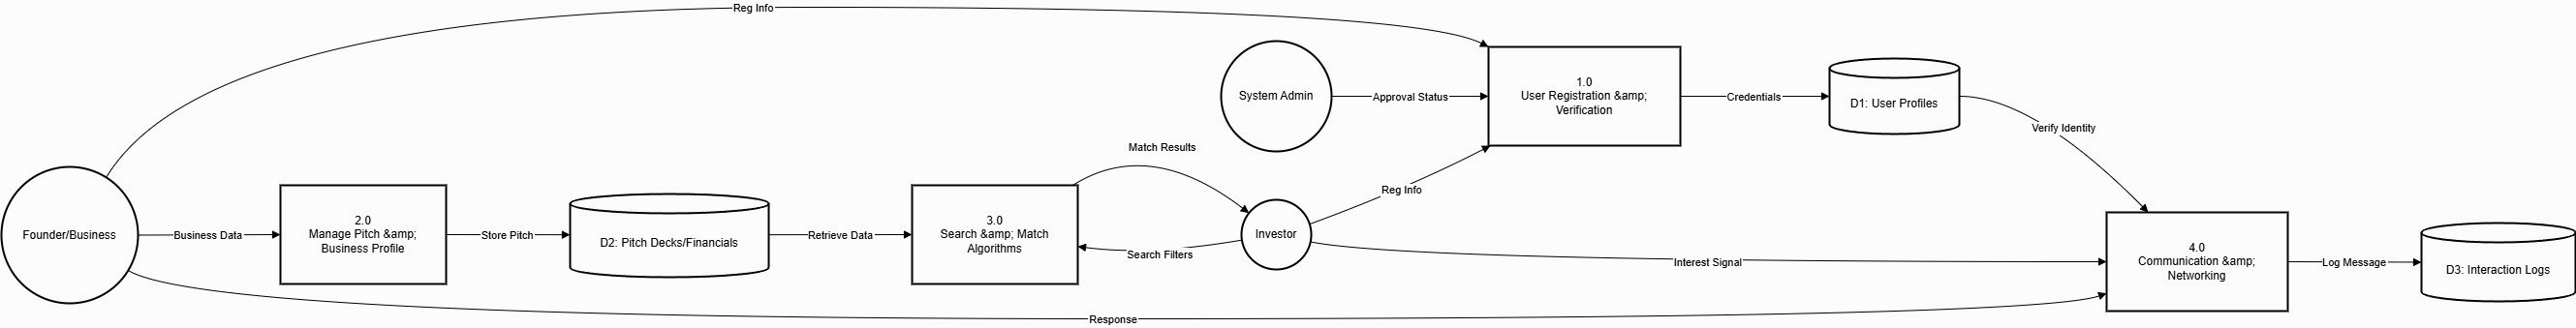 Reg Info
System Admin
Approval Status
1.0
User Registration &amp;
Verification
Credentials
D1: User Profiles
Verify Identity
Match Results
Reg Info
Founder/Business
Business Data
2.0
Manage Pitch &amp;
Business Profile
Store Pitch
D2: Pitch Decks/Financials
Retrieve Data
3.0
Search &amp; Match
Algorithms
Search Filters
Investor
Interest Signal
4.0
Communication &amp;
Networking
Log Message
D3: Interaction Logs
Response